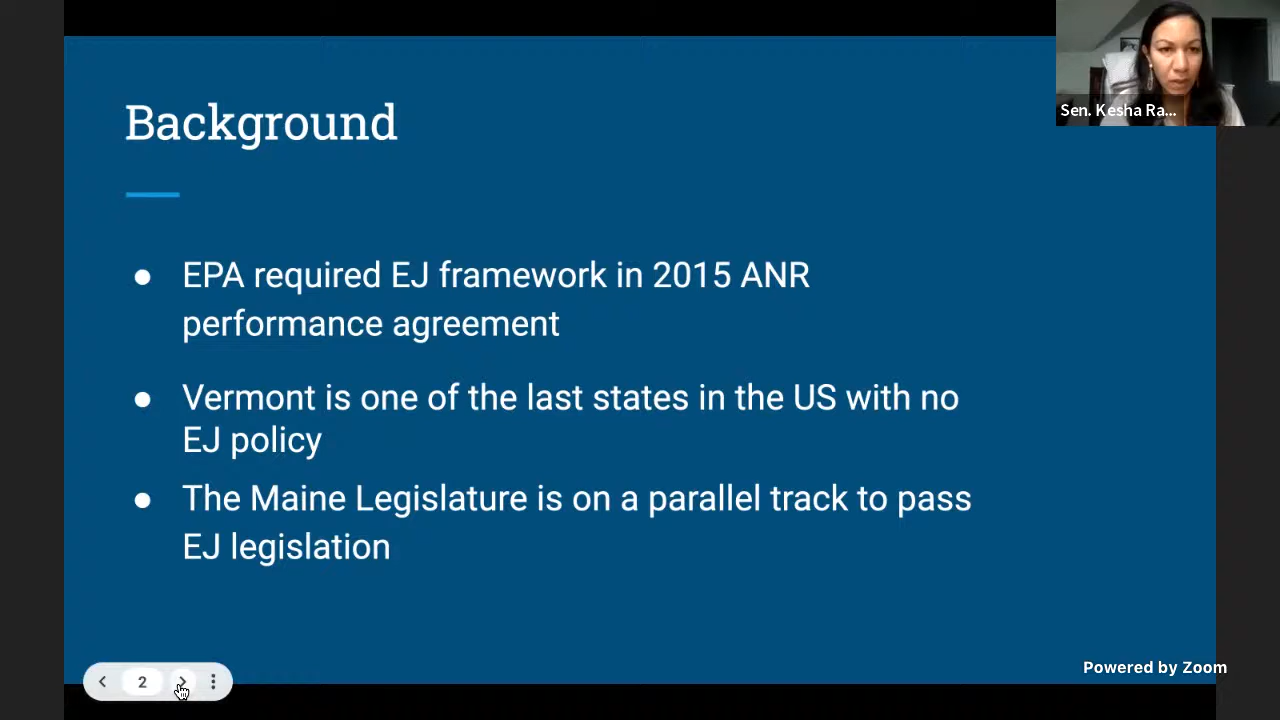 Background
Sen. Kesha Ra...
● EPA required EJ framework in 2015 ANR
performance agreement
● Vermont is one of the last states in the US with no
EJ policy
● The Maine Legislature is on a parallel track to pass
EJ legislation
2
Powered by Zoom